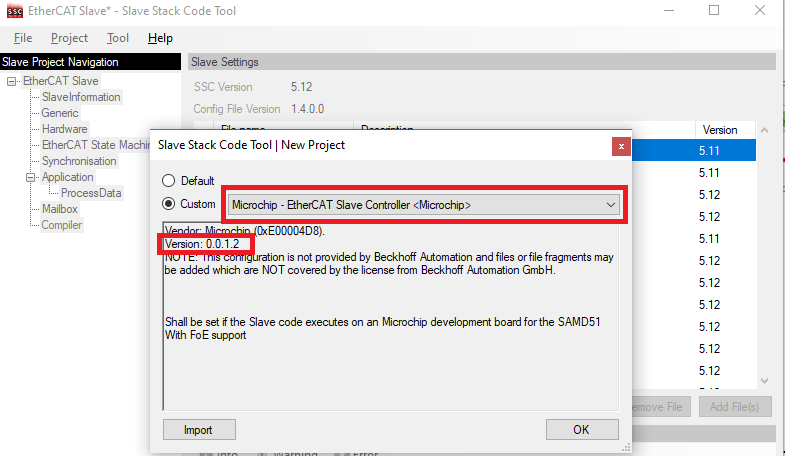 EtherCAT Slave* - Slave Stack Code Tool
File Project Tool Help
Slave Project Navigation
EtherCAT Slave
SlaveInformation
Generic
Hardware
EtherCAT State Machin
Synchronisation
Application
ProcessData
Mailbox
Compiler
Slave Settings
SSC Version 5.12
Config File Version 1.4.0.0
File name Description Version
5.11
5.11
5.12
5.12
5.11
5.12
5.12
5.12
5.12
5.12
5.12
Slave Stack Code Tool | New Project
x
Default
Custom Microchip - EtherCAT Slave Controller <Microchip>
Vendor: Microchip (0xE00004D8).
Version: 0.0.1.2
NOTE: This configuration is not provided by Beckhoff Automation and files or file fragments may
be added which are NOT covered by the license from Beckhoff Automation GmbH.
Shall be set if the Slave code executes on an Microchip development board for the SAMD51
With FoE support
Import OK
emove File Add File(s)
Info Warning Error